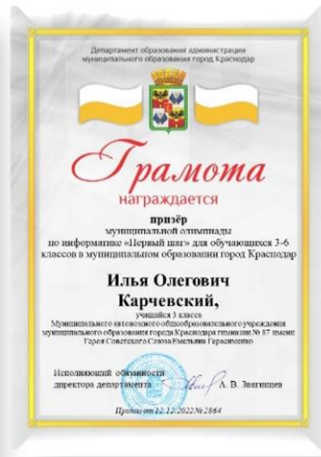 Департамент образования администрации
муниципального образования город Краснодар
Грамота
награждается
призёр
муниципальной олимпиады
по информатике «Первый шаг» для обучающихся 3-6
классов в муниципальном образовании город Краснодар
Илья Олегович
Карчевский,
учащийся 3 класса
Муниципального автономного общеобразовательного учреждения
муниципального образования города Краснодар гимназии № 87 имени
Героя Советского Союза Емельяна Герасименко
Исполняющий обязанности
директора департамента
А. В. Звягинцев
Приказ от 12.12.2022 № 2864